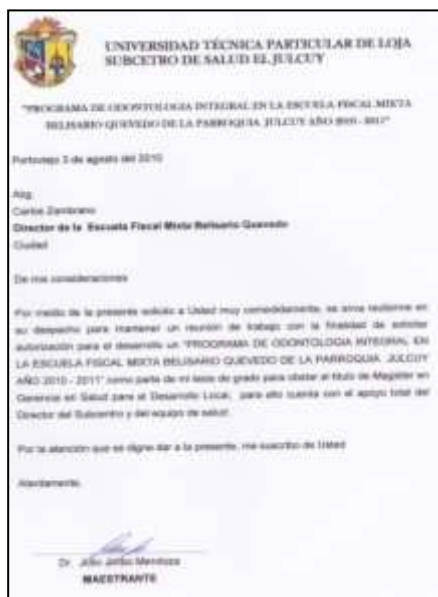 UNIVERSIDAD TÉCNICA PARTICULAR DE LOJA
SUBCETRO DE SALUD EL JULCUY
"PROGRAMA DE ODONTOLOGIA INTEGRAL EN LA ESCUELA FISCAL MIXTA
BELISARIO QUEVEDO DE LA PARROQUIA JULCUY AÑO 2010 - 2011"
Portoviejo 3 de agosto del 2010
Abg.
Carlos Zambrano
Director de la Escuela Fiscal Mixta Belisario Quevedo
Ciudad
De mis consideraciones
Por medio de la presente solicito a Usted muy comedidamente, se sirva recibirme en
su despacho para mantener un reunión de trabajo con la finalidad de solicitar
autorización para el desarrollo un "PROGRAMA DE ODONTOLOGIA INTEGRAL EN
LA ESCUELA FISCAL MIXTA BELISARIO QUEVEDO DE LA PARROQUIA JULCUY
AÑO 2010 - 2011" como parte de mi tesis de grado para obtener el título de Magister en
Gerencia en Salud para el Desarrollo Local, para ello cuento con el apoyo total del
Director del Subcentro y del equipo de salud.
Por la atención que se digne dar a la presente, me suscribo de Usted
Atentamente,
Dr. Julio Mendoza
MAESTRANTE